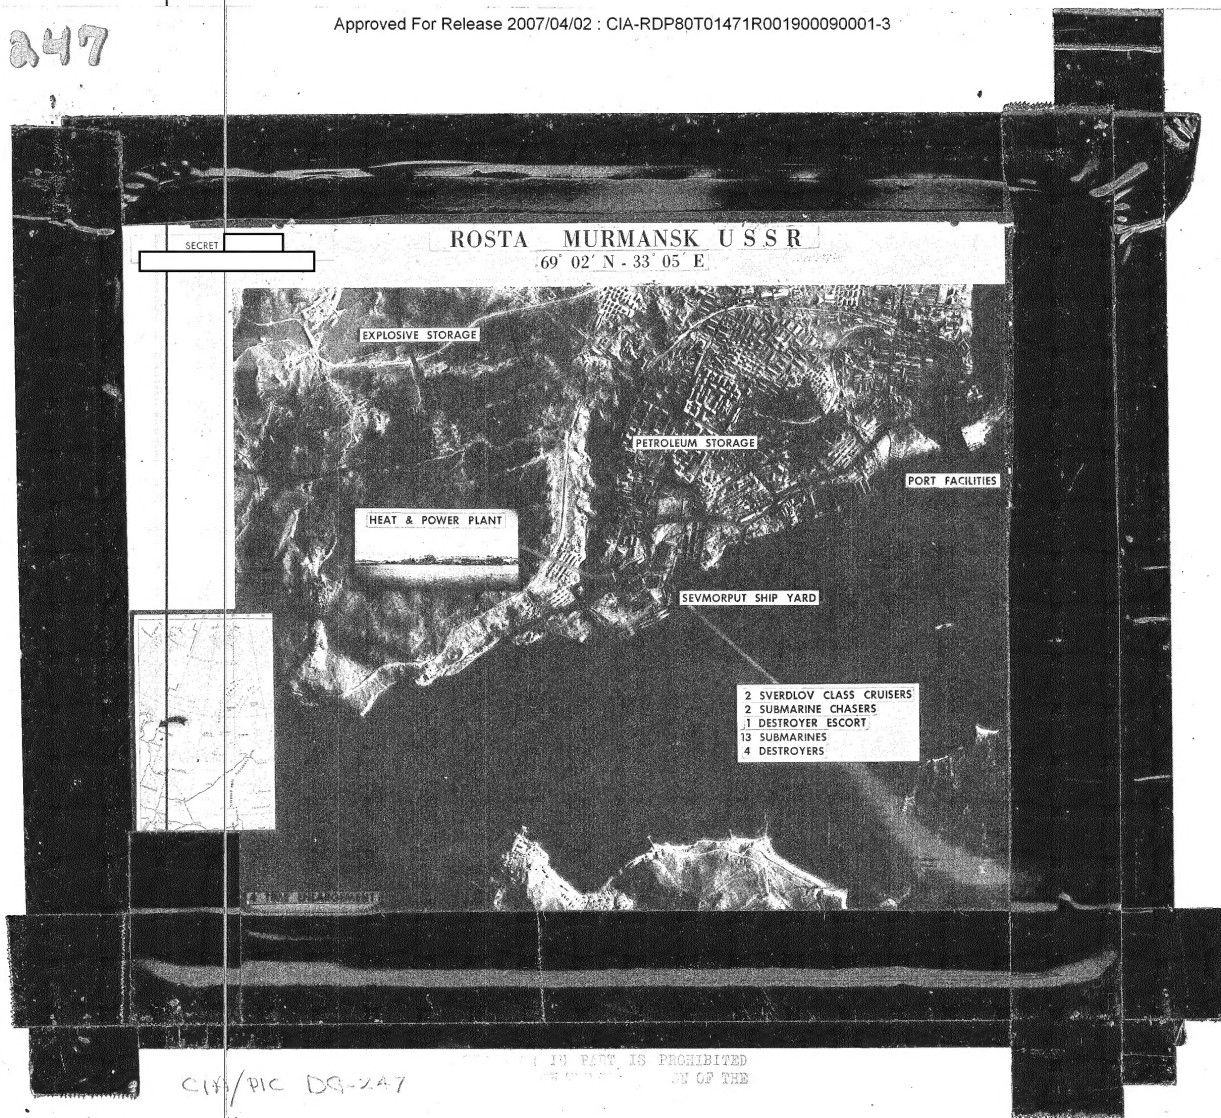 Approved For Release 2007/04/02 : CIA-RDP80T01471R001900090001-3
247
SECRET
ROSTA MURMANSK U S S R
69° 02′ N - 33° 05′ E
EXPLOSIVE STORAGE
PETROLEUM STORAGE
PORT FACILITIES
HEAT & POWER PLANT
SEVMORPUT SHIP YARD
2 SVERDLOV CLASS CRUISERS
2 SUBMARINE CHASERS
1 DESTROYER ESCORT
13 SUBMARINES
4 DESTROYERS
TIME ENLARGEMENT
IN PART IS PROHIBITED
OF THE
CIA/PIC DG-247